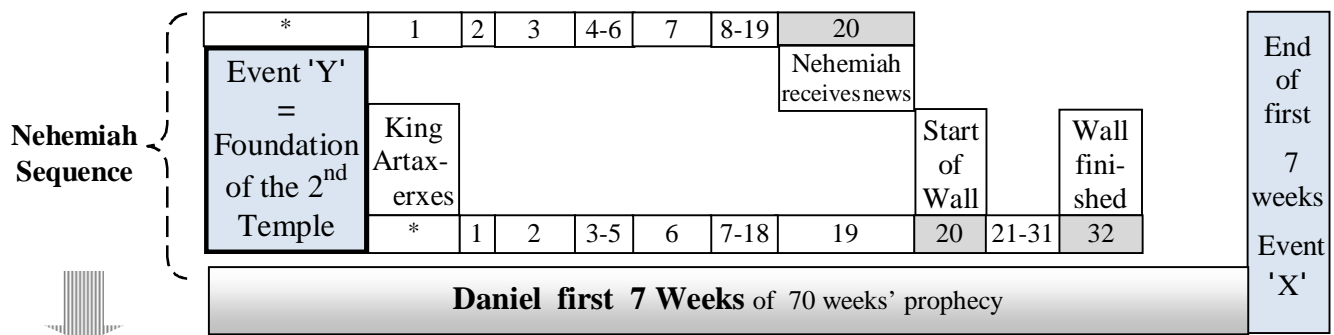 Nehemiah
Sequence
* 1 2 3 4-6 7 8-19 20
Event 'Y'
=
Foundation
of the 2nd
Temple
King
Artax-
erxes
Nehemiah
receives news
Start
of
Wall
Wall
fini-
shed
* 1 2 3-5 6 7-18 19 20 21-31 32
Daniel first 7 Weeks of 70 weeks’ prophecy
End
of
first
7
weeks
Event
'X'